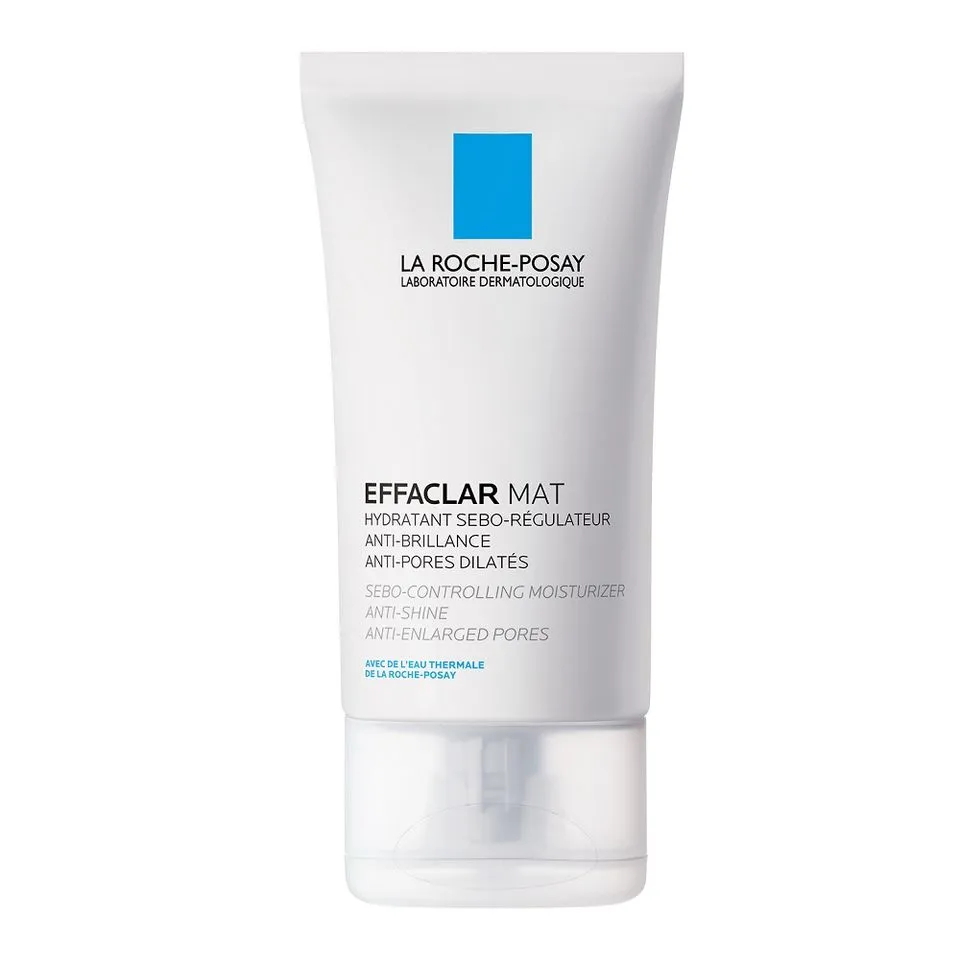 LA ROCHE-POSAY
LABORATOIRE DERMATOLOGIQUE
EFFACLAR MAT
HYDRATANT SEBO-RÉGULATEUR
ANTI-BRILLANCE
ANTI-PORES DILATÉS
SEBO-CONTROLLING MOISTURIZER
ANTI-SHINE
ANTI-ENLARGED PORES
AVEC DE L'EAU THERMALE
DE LA ROCHE-POSAY